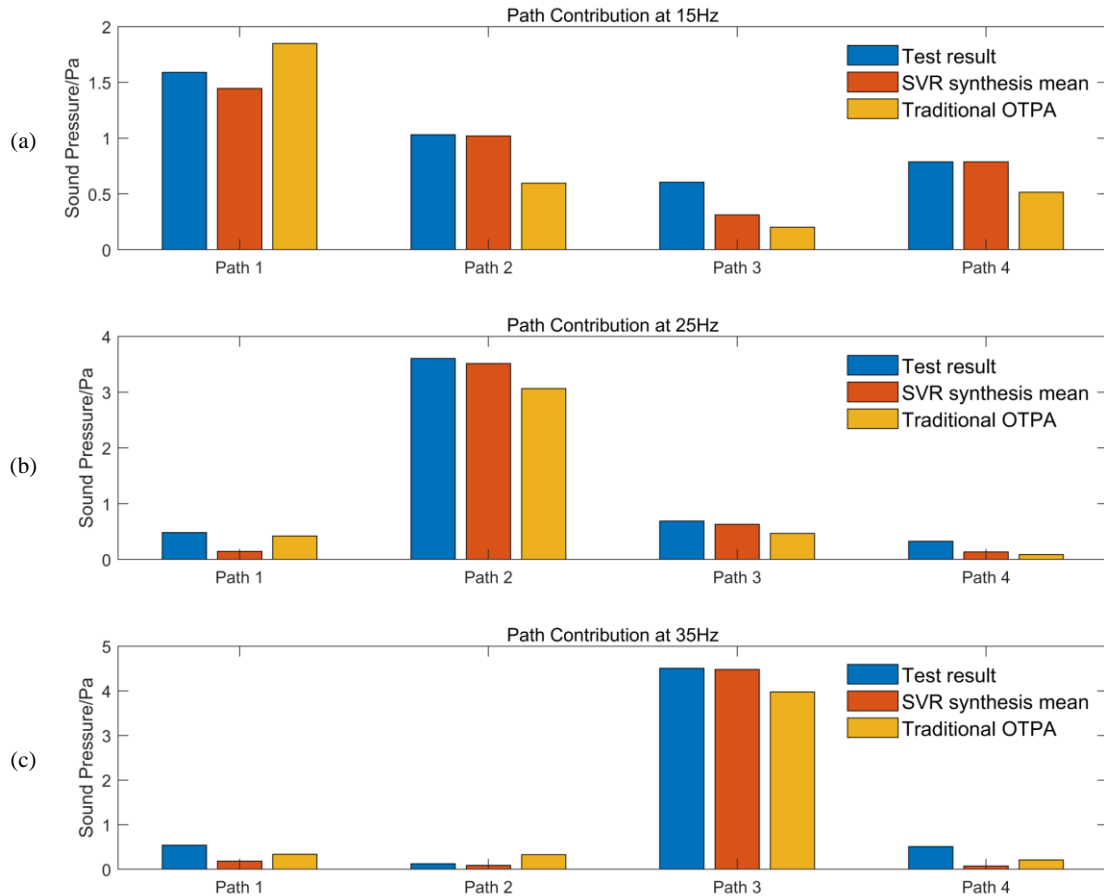 Path Contribution at 15Hz
2
1.5
1
0.5
0
Sound Pressure/Pa
(a)
Test result
SVR synthesis mean
Traditional OTPA
Path 1 Path 2 Path 3 Path 4
Path Contribution at 25Hz
4
3
2
1
0
Sound Pressure/Pa
(b)
Test result
SVR synthesis mean
Traditional OTPA
Path 1 Path 2 Path 3 Path 4
Path Contribution at 35Hz
5
4
3
2
1
0
Sound Pressure/Pa
(c)
Test result
SVR synthesis mean
Traditional OTPA
Path 1 Path 2 Path 3 Path 4